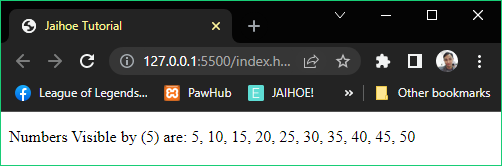 Jaihoe Tutorial
127.0.0.1:5500/index.h...
League of Legends... PawHub JAIHOE! » Other bookmarks
Numbers Visible by (5) are: 5, 10, 15, 20, 25, 30, 35, 40, 45, 50